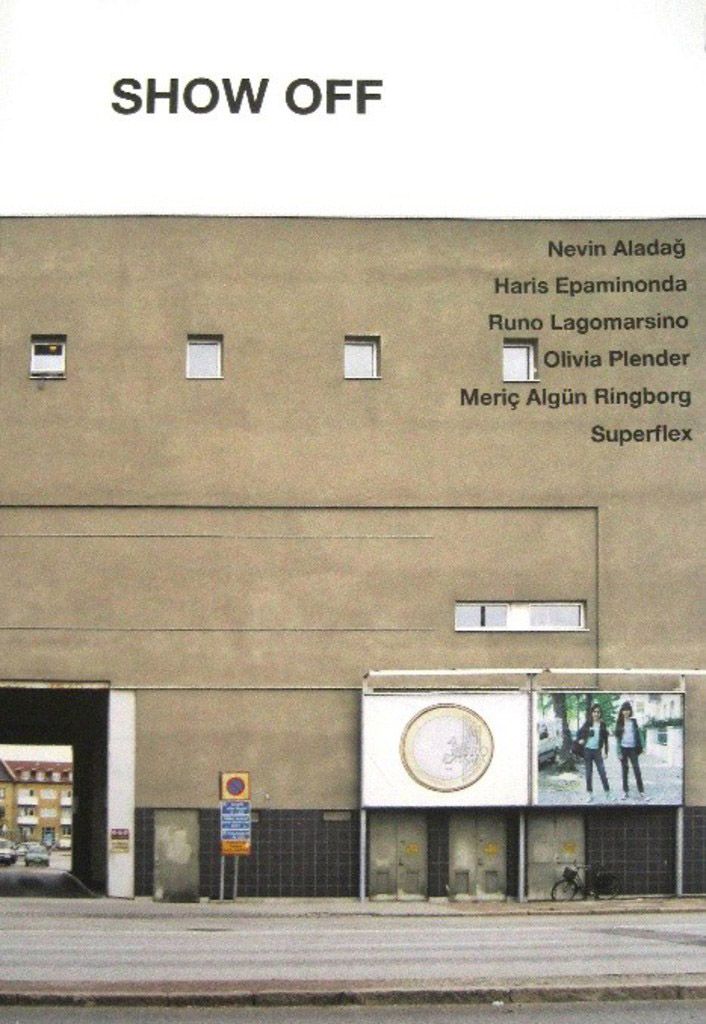 SHOW OFF
Nevin Aladağ
Haris Epaminonda
Runo Lagomarsino
Olivia Plender
Meriç Algün Ringborg
Superflex